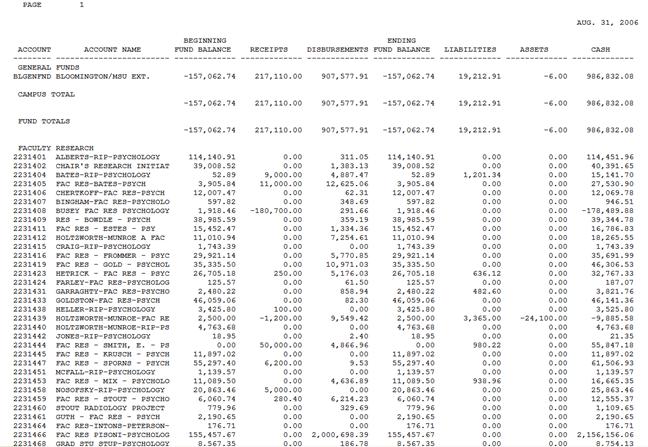 PAGE 1
AUG. 31, 2006
BEGINNING ENDING
ACCOUNT ACCOUNT NAME FUND BALANCE RECEIPTS DISBURSEMENTS FUND BALANCE LIABILITIES ASSETS CASH
GENERAL FUNDS
BLGENFND BLOOMINGTON/MSU EXT. -157,062.74 217,110.00 907,577.91 -157,062.74 19,212.91 -6.00 986,832.08
CAMPUS TOTAL
-157,062.74 217,110.00 907,577.91 -157,062.74 19,212.91 -6.00 986,832.08
FUND TOTALS
-157,062.74 217,110.00 907,577.91 -157,062.74 19,212.91 -6.00 986,832.08
FACULTY RESEARCH
2231401 ALBERTS-RIP-PSYCHOLOGY 114,140.91 0.00 311.05 114,140.91 0.00 0.00 114,451.96
2231402 CHAIR'S RESEARCH INITIAT 39,008.52 0.00 1,383.13 39,008.52 0.00 0.00 40,391.65
2231404 BATES-RIP-PSYCHOLOGY 52.89 9,000.00 4,887.47 52.89 1,201.34 0.00 15,141.70
2231405 FAC RES-BATES-PSYCH 3,905.84 11,000.00 12,625.06 3,905.84 0.00 0.00 27,530.90
2231406 CHERTKOFF-FAC RES-PSYCH 12,007.47 0.00 62.31 12,007.47 0.00 0.00 12,069.78
2231407 BINGHAM-FAC RES-PSYCHOLO 597.82 0.00 348.69 597.82 0.00 0.00 946.51
2231408 BUSEY FAC RES PSYCHOLOGY 1,918.46 -180,700.00 291.66 1,918.46 0.00 0.00 -178,489.88
2231409 RES - BOWDLE - PSYCH 38,985.59 0.00 359.19 38,985.59 0.00 0.00 39,344.78
2231411 FAC RES - ESTES - PSY 15,452.47 0.00 1,334.36 15,452.47 0.00 0.00 16,786.83
2231412 HOLTZWORTH-MUNROE A FAC 11,010.94 0.00 7,254.61 11,010.94 0.00 0.00 18,265.55
2231415 CRAIG-RIP-PSYCHOLOGY 1,743.39 0.00 0.00 1,743.39 0.00 0.00 1,743.39
2231416 FAC RES - FROMMER - PSYC 29,921.14 0.00 5,770.85 29,921.14 0.00 0.00 35,691.99
2231419 FAC RES - GOLD - PSYCHOL 35,335.50 0.00 10,971.03 35,335.50 0.00 0.00 46,306.53
2231423 HETRICK - FAC RES - PSYC 26,705.18 250.00 5,176.03 26,705.18 636.12 0.00 32,767.33
2231424 FARLEY-FAC RES-PSYCHOLOG 125.57 0.00 61.50 125.57 0.00 0.00 187.07
2231431 GARRAGHTY-FAC RES-PSYCHO 2,480.22 0.00 858.94 2,480.22 482.60 0.00 3,821.76
2231433 GOLDSTON-FAC RES-PSYCH 46,059.06 0.00 82.30 46,059.06 0.00 0.00 46,141.36
2231438 HELLER-RIP-PSYCHOLOGY 3,425.80 100.00 0.00 3,425.80 0.00 0.00 3,525.80
2231439 HOLTZWORTH-MUNROE-FAC RE 2,500.00 -1,200.00 9,549.42 2,500.00 3,365.00 -24,100.00 -9,885.58
2231440 HOLTZWORTH-MUNROE-RIP-PS 4,763.68 0.00 0.00 4,763.68 0.00 0.00 4,763.68
2231442 JONES-RIP-PSYCHOLOGY 18.95 0.00 2.40 18.95 0.00 0.00 21.35
2231444 FAC RES - SMITH, E. - PS 0.00 50,000.00 4,866.96 0.00 980.22 0.00 55,847.18
2231445 FAC RES - KRUSCH - PSYCH 11,897.02 0.00 0.00 11,897.02 0.00 0.00 11,897.02
2231447 FAC RES - SPORNS - PSYCH 55,297.40 6,200.00 9.53 55,297.40 0.00 0.00 61,506.93
2231451 MCFALL-RIP-PSYCHOLOGY 1,139.57 0.00 0.00 1,139.57 0.00 0.00 1,139.57
2231453 FAC RES - MIX - PSYCHOLO 11,089.50 0.00 4,636.89 11,089.50 938.96 0.00 16,665.35
2231458 NOSOFSKY-RIP-PSYCHOLOGY 20,863.46 5,000.00 0.00 20,863.46 0.00 0.00 25,863.46
2231459 FAC RES - STOUT - PSYCHO 6,060.74 280.40 6,214.23 6,060.74 0.00 0.00 12,555.37
2231460 STOUT RADIOLOGY PROJECT 779.96 0.00 329.69 779.96 0.00 0.00 1,109.65
2231461 GUTH - FAC RES - PSYCH 2,190.65 0.00 0.00 2,190.65 0.00 0.00 2,190.65
2231464 FAC RES-INTONS-PETERSON- 176.71 0.00 0.00 176.71 0.00 0.00 176.71
2231466 FAC RES PISONI-PSYCHOLOG 155,457.67 0.00 2,000,698.39 155,457.67 0.00 0.00 2,156,156.06
2231468 GRAD STU STUP-PSYCHOLOGY 8,567.35 0.00 186.78 8,567.35 0.00 0.00 8,754.13